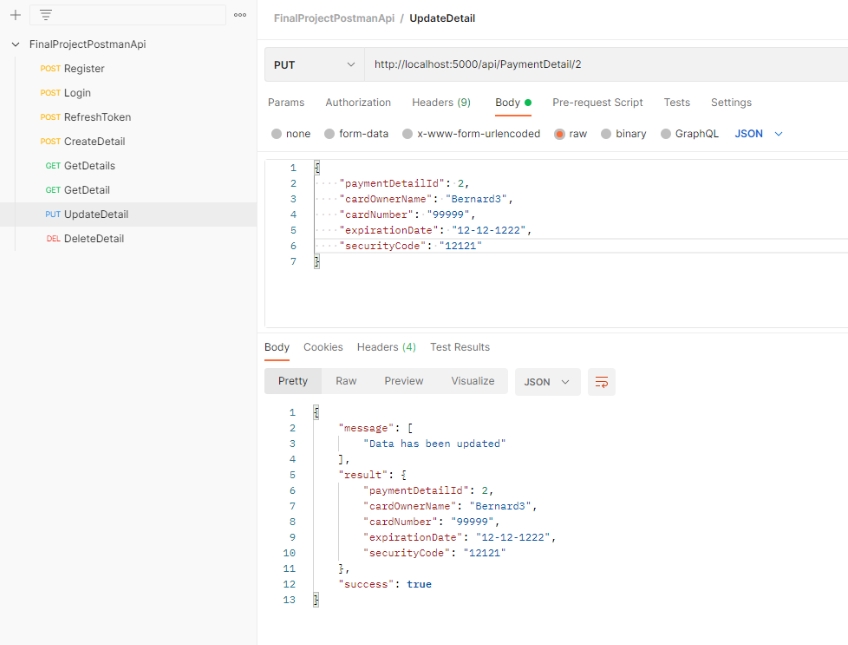 FinalProjectPostmanApi / UpdateDetail
FinalProjectPostmanApi
POST Register
POST Login
POST RefreshToken
POST CreateDetail
GET GetDetails
GET GetDetail
PUT UpdateDetail
DEL DeleteDetail
PUT http://localhost:5000/api/PaymentDetail/2
Params Authorization Headers (9) Body Pre-request Script Tests Settings
none form-data x-www-form-urlencoded raw binary GraphQL JSON
1 {
2 "paymentDetailId": 2,
3 "cardOwnerName": "Bernard3",
4 "cardNumber": "99999",
5 "expirationDate": "12-12-1222",
6 "securityCode": "12121"
7 }
Body Cookies Headers (4) Test Results
Pretty Raw Preview Visualize JSON
1 {
2 "message": [
3 "Data has been updated"
4 ],
5 "result": {
6 "paymentDetailId": 2,
7 "cardOwnerName": "Bernard3",
8 "cardNumber": "99999",
9 "expirationDate": "12-12-1222",
10 "securityCode": "12121"
11 },
12 "success": true
13 }